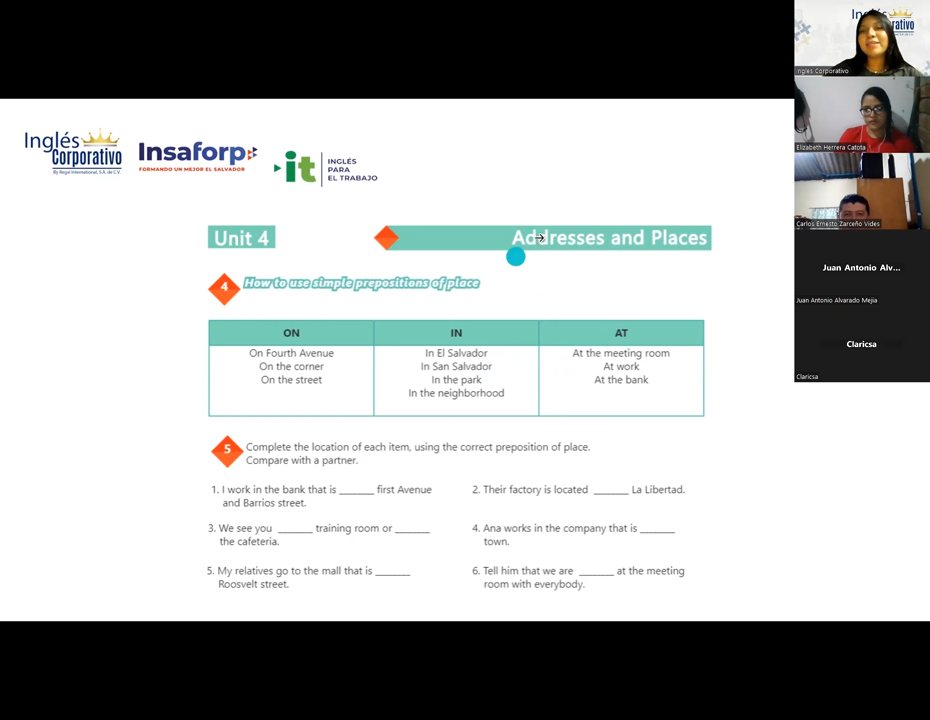 Inglés
Corporativo
By Regal International, S.A. de C.V.
Insaforp
FORMANDO UN MEJOR EL SALVADOR
it
INGLÉS
PARA
EL TRABAJO
Unit 4
Addresses and Places
4
How to use simple prepositions of place
ON
IN
AT
On Fourth Avenue
In El Salvador
At the meeting room
On the corner
In San Salvador
At work
On the street
In the park
At the bank
In the neighborhood
5
Complete the location of each item, using the correct preposition of place.
Compare with a partner.
1. I work in the bank that is _______ first Avenue
and Barrios street.
2. Their factory is located _______ La Libertad.
3. We see you _______ training room or _______
the cafeteria.
4. Ana works in the company that is _______
town.
5. My relatives go to the mall that is _______
Roosvelt street.
6. Tell him that we are _______ at the meeting
room with everybody.
Inglés Corporativo
Elizabeth Herrera Catota
Carlos Ernesto Zarceño Vides
Juan Antonio Alv...
Juan Antonio Alvarado Mejia
Claricsa
Claricsa